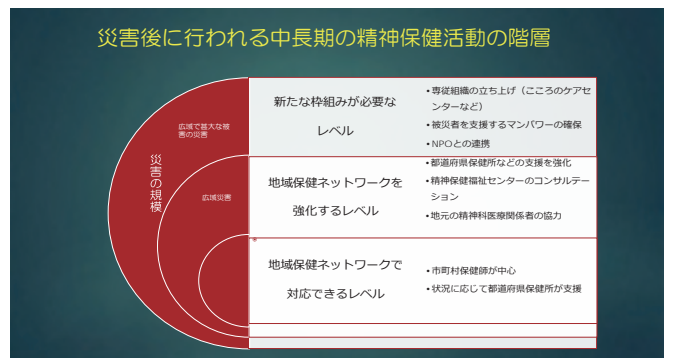 災害後に行われる中長期の精神保健活動の階層
災害の規模
広域で甚大な被
害の災害
新たな枠組みが必要な
レベル
•専従組織の立ち上げ（こころのケアセ
ンターなど）
•被災者を支援するマンパワーの確保
•NPOとの連携
広域災害
地域保健ネットワークを
強化するレベル
•都道府県保健所などの支援を強化
•精神保健福祉センターのコンサルテー
ション
•地元の精神科医療関係者の協力
*
地域保健ネットワークで
対応できるレベル
•市町村保健師が中心
•状況に応じて都道府県保健所が支援